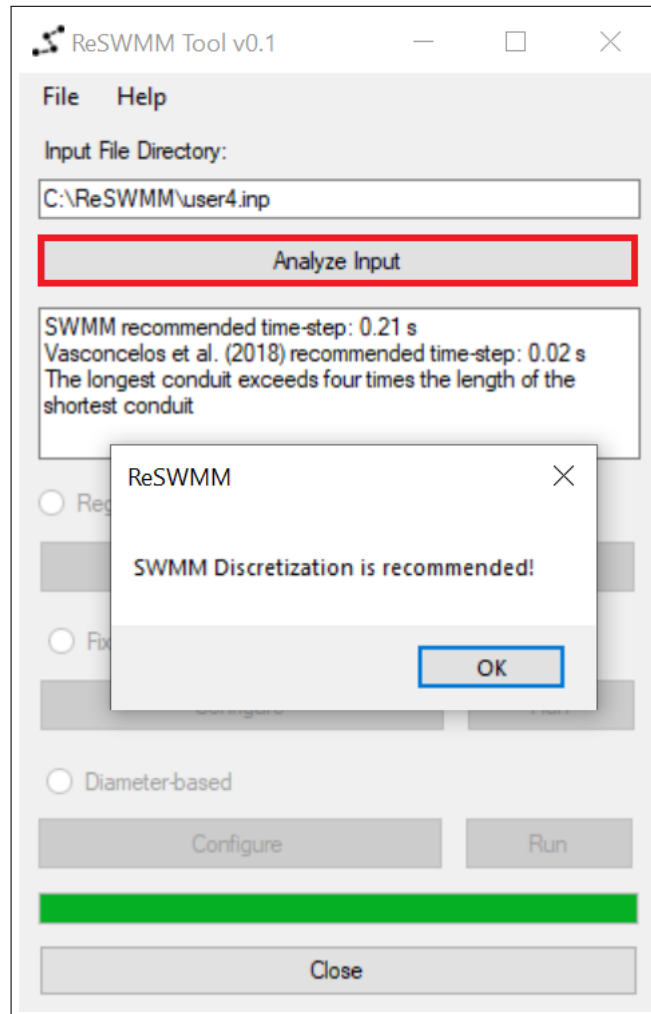 ReSWMM Tool v0.1
File Help
Input File Directory:
C:\ReSWMM\user4.inp
Analyze Input
SWMM recommended time-step: 0.21 s
Vasconcelos et al. (2018) recommended time-step: 0.02 s
The longest conduit exceeds four times the length of the
shortest conduit
ReSWMM
SWMM Discretization is recommended!
OK
Diameter-based
Configure Run
Close